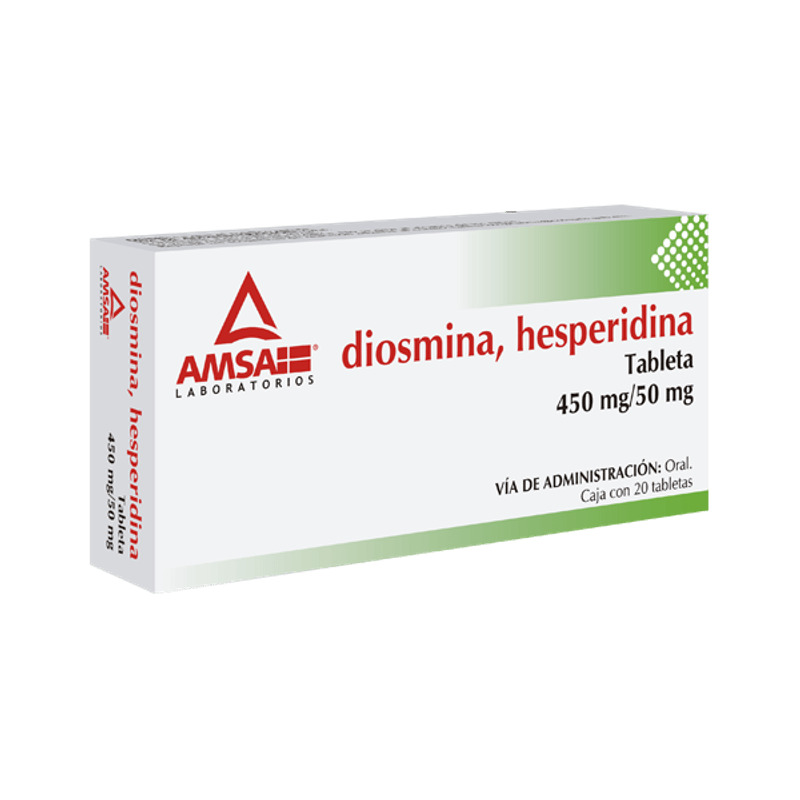 AMSA
LABORATORIOS
diosmina, hesperidina
450 mg/50 mg
Tableta
AMSA®
LABORATORIOS
diosmina, hesperidina
Tableta
450 mg/50 mg
VÍA DE ADMINISTRACIÓN: Oral.
Caja con 20 tabletas